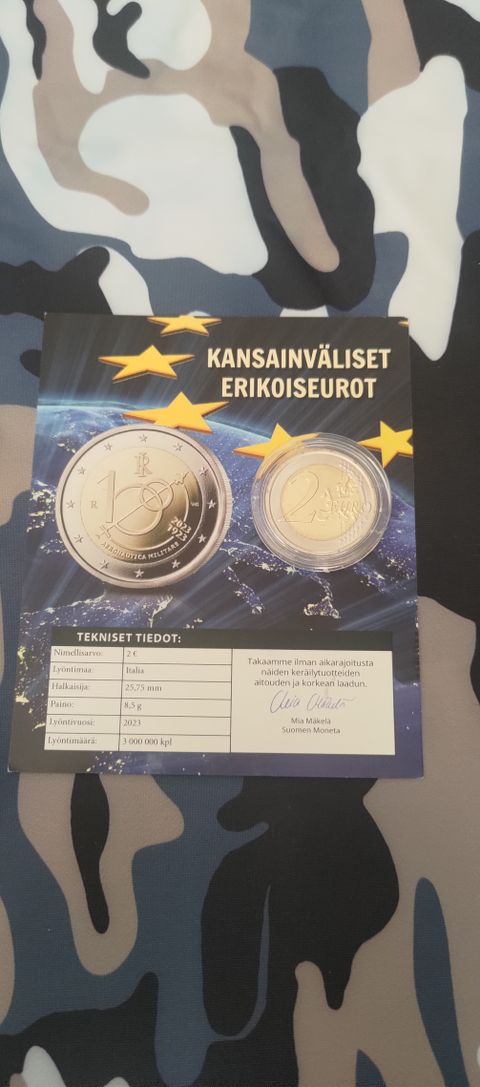 KANSAINVÄLISET
ERIKOISEUROT
R
2023
1923
AERONAUTICA MILITARE
2
EURO
TEKNISET TIEDOT:
Nimellisarvo: 2 €
Lyöntimaa: Italia
Halkaisija: 25,75 mm
Paino: 8,5 g
Lyöntivuosi: 2023
Lyöntimäärä: 3 000 000 kpl
Takaamme ilman aikarajoitusta
näiden keräilytuotteiden
aitouden ja korkean laadun.
Mia Mäkelä
Suomen Moneta